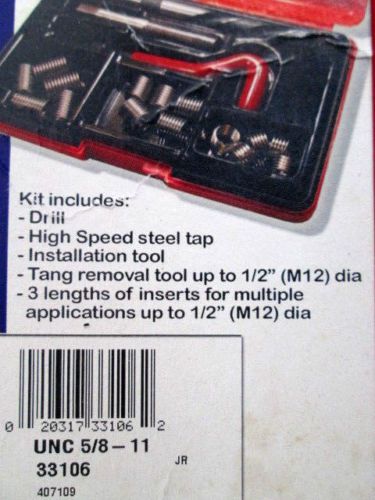 Kit includes:
- Drill
- High Speed steel tap
- Installation tool
- Tang removal tool up to 1/2" (M12) dia
- 3 lengths of inserts for multiple
applications up to 1/2" (M12) dia
0 20317 33106 2
UNC 5/8-11
33106
JR
407109